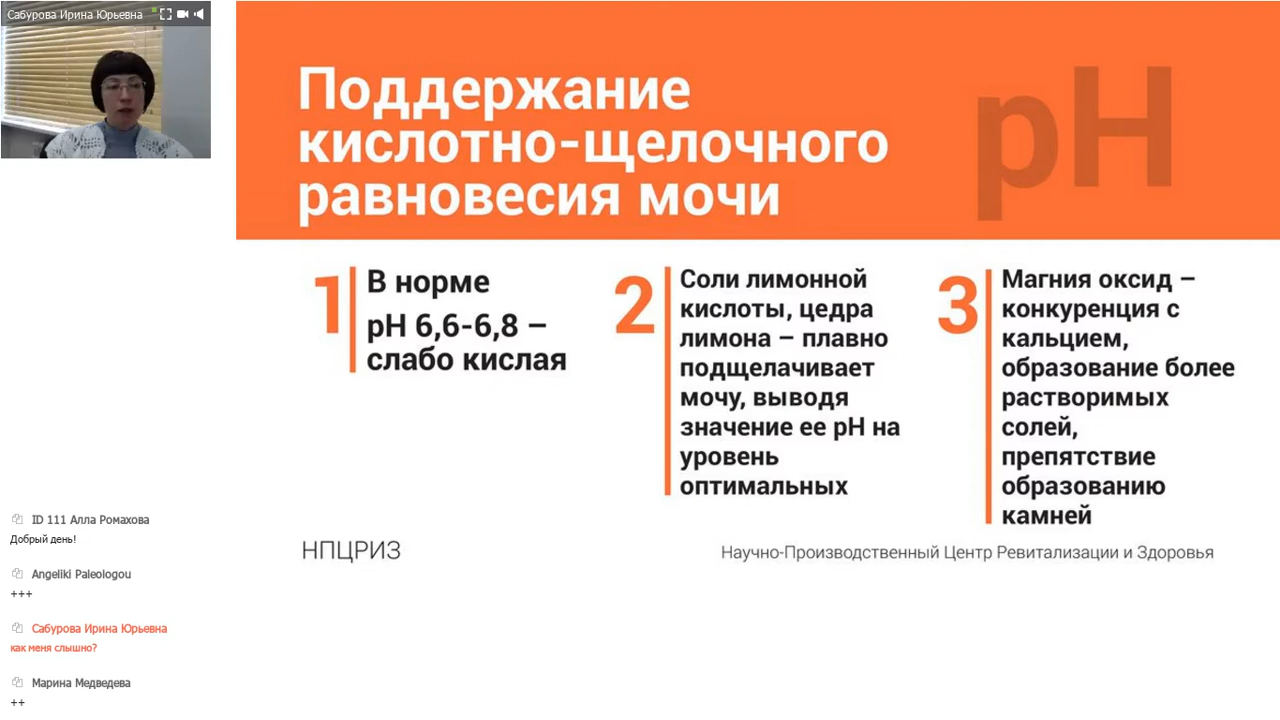 Сабурова Ирина Юрьевна
Поддержание
кислотно-щелочного
равновесия мочи
pH
1
В норме
pH 6,6-6,8 –
слабо кислая
2
Соли лимонной
кислоты, цедра
лимона – плавно
подщелачивает
мочу, выводя
значение ее pH на
уровень
оптимальных
3
Магния оксид –
конкуренция с
кальцием,
образование более
растворимых
солей,
препятствие
образованию
камней
НПЦРИЗ
Научно-Производственный Центр Ревитализации и Здоровья
ID 111 Алла Ромахова
Добрый день!
Angeliki Paleologou
+++
Сабурова Ирина Юрьевна
как меня слышно?
Марина Медведева
++